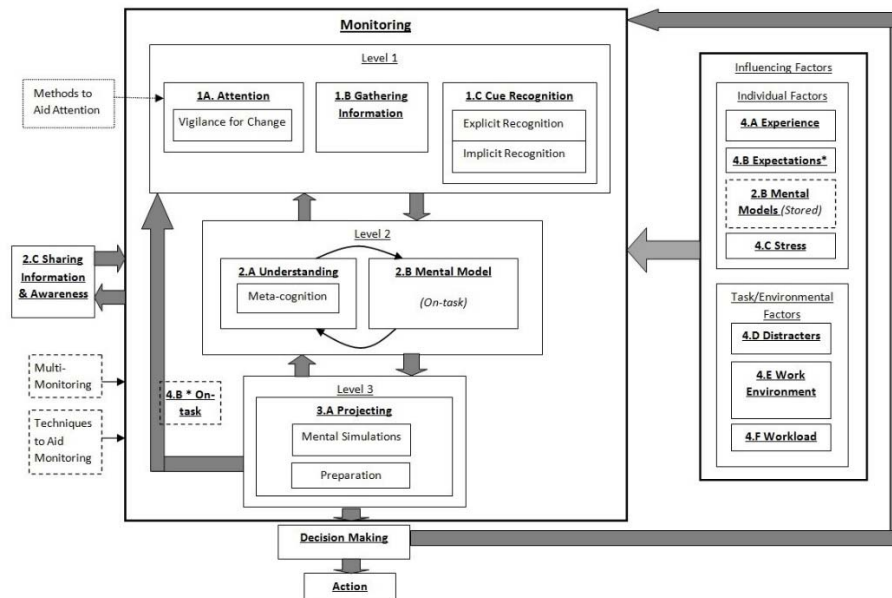 Monitoring
Level 1
Methods to
Aid Attention
1A. Attention
Vigilance for Change
1.B Gathering
Information
1.C Cue Recognition
Explicit Recognition
Implicit Recognition
Level 2
2.A Understanding
Meta-cognition
2.B Mental Model
(On-task)
2.C Sharing
Information
& Awareness
Multi-
Monitoring
Techniques
to Aid
Monitoring
4.B * On-
task
Level 3
3.A Projecting
Mental Simulations
Preparation
Decision Making
Action
Influencing Factors
Individual Factors
4.A Experience
4.B Expectations*
2.B Mental
Models (Stored)
4.C Stress
Task/Environmental
Factors
4.D Distracters
4.E Work
Environment
4.F Workload